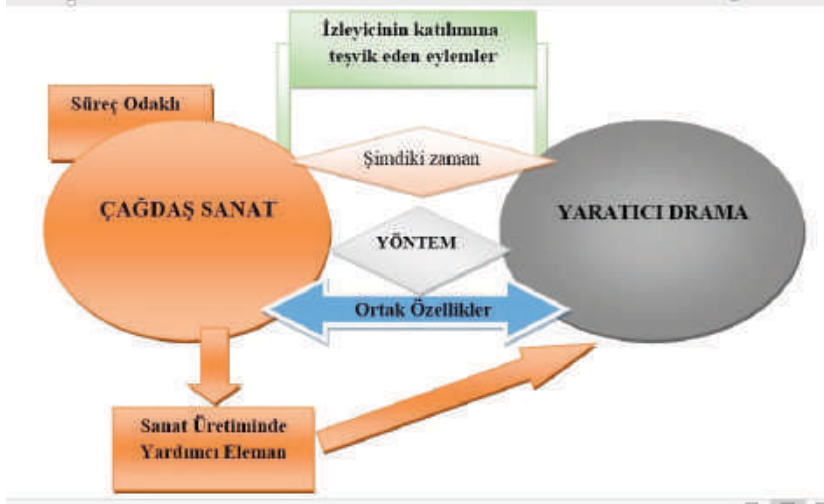 İzleyicinin katılımına
teşvik eden eylemler
Süreç Odaklı
Şimdiki zaman
ÇAĞDAŞ SANAT
YARATICI DRAMA
YÖNTEM
Ortak Özellikler
Sanat Üretiminde
Yardımcı Eleman